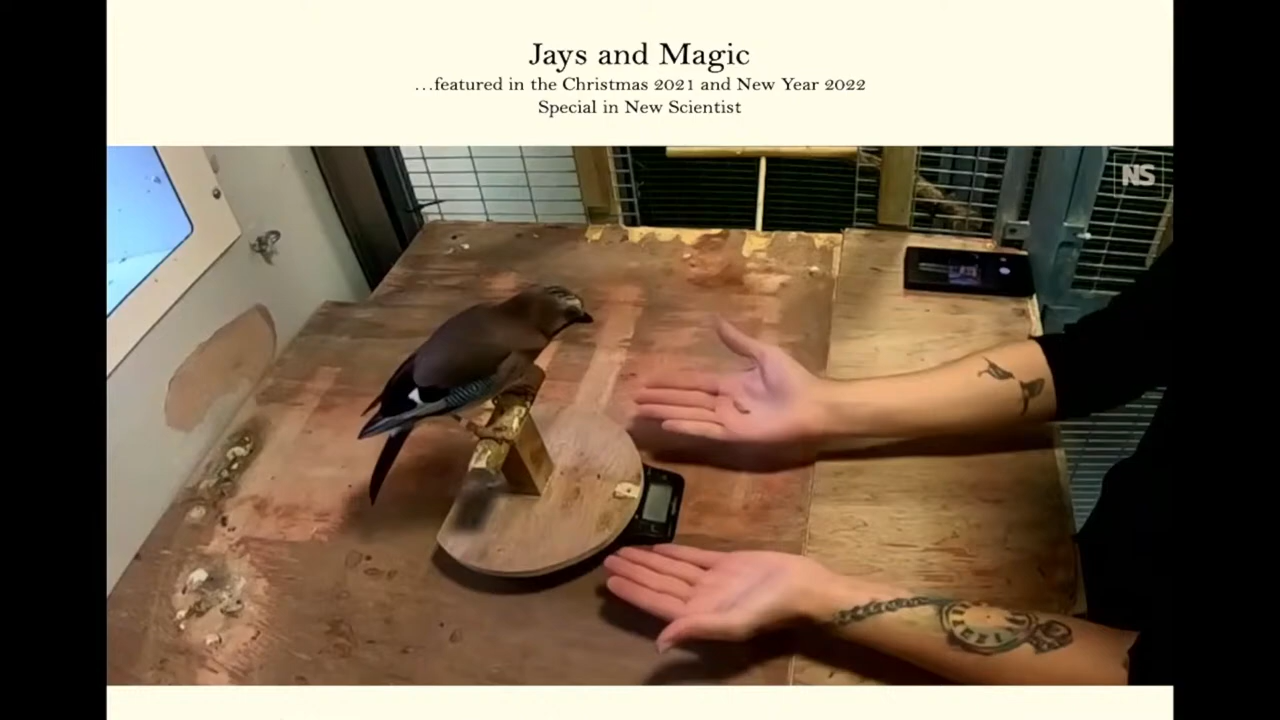 Jays and Magic
…featured in the Christmas 2021 and New Year 2022
Special in New Scientist
NS